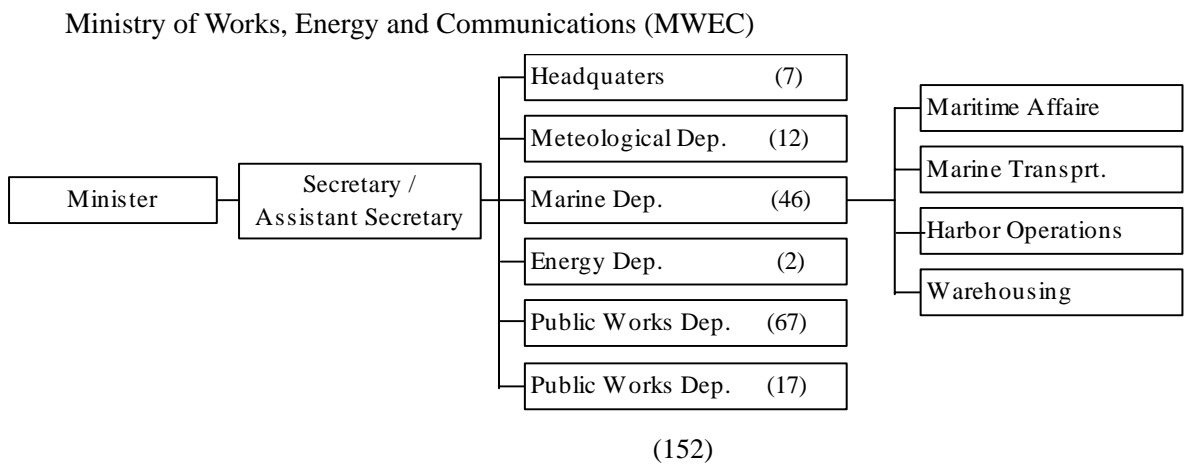 Ministry of Works, Energy and Communications (MWEC)
Minister
Secretary /
Assistant Secretary
Headquaters (7)
Meteological Dep. (12)
Marine Dep. (46)
Energy Dep. (2)
Public Works Dep. (67)
Public Works Dep. (17)
(152)
Maritime Affaire
Marine Transprt.
Harbor Operations
Warehousing